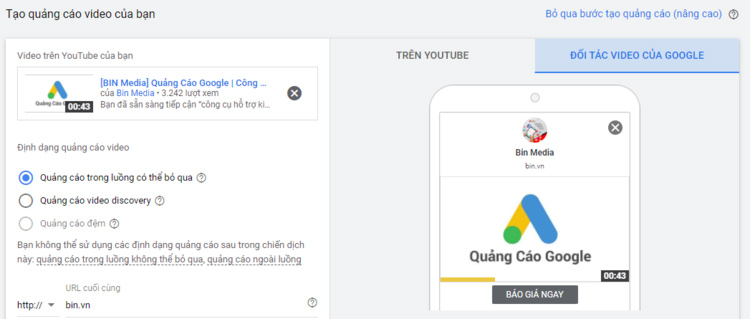 Tạo quảng cáo video của bạn
Bỏ qua bước tạo quảng cáo (nâng cao)
Video trên YouTube của bạn
[BIN Media] Quảng Cáo Google | Công ...
của Bin Media • 3.242 lượt xem
Bạn đã sẵn sàng tiếp cận "công cụ hỗ trợ ki...
Quảng Cáo
00:43
Định dạng quảng cáo video
Quảng cáo trong luồng có thể bỏ qua
Quảng cáo video discovery
Quảng cáo đệm
Bạn không thể sử dụng các định dạng quảng cáo sau trong chiến dịch
này: quảng cáo trong luồng không thể bỏ qua, quảng cáo ngoài luồng
URL cuối cùng
http://
bin.vn
TRÊN YOUTUBE
ĐỐI TÁC VIDEO CỦA GOOGLE
Bin Media
bin.vn
Quảng Cáo Google
00:43
BÁO GIÁ NGAY